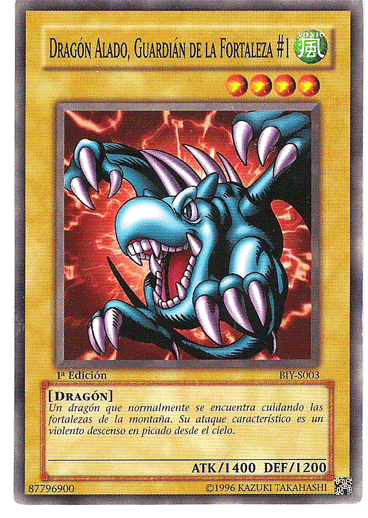 Dragón Alado, Guardián de la Fortaleza #1
風
1ª Edición BIY-S003
[Dragón]
Un dragón que normalmente se encuentra cuidando las
fortalezas de la montaña. Su ataque característico es un
violento descenso en picado desde el cielo.
ATK/1400 DEF/1200
87796900 ©1996 KAZUKI TAKAHASHI